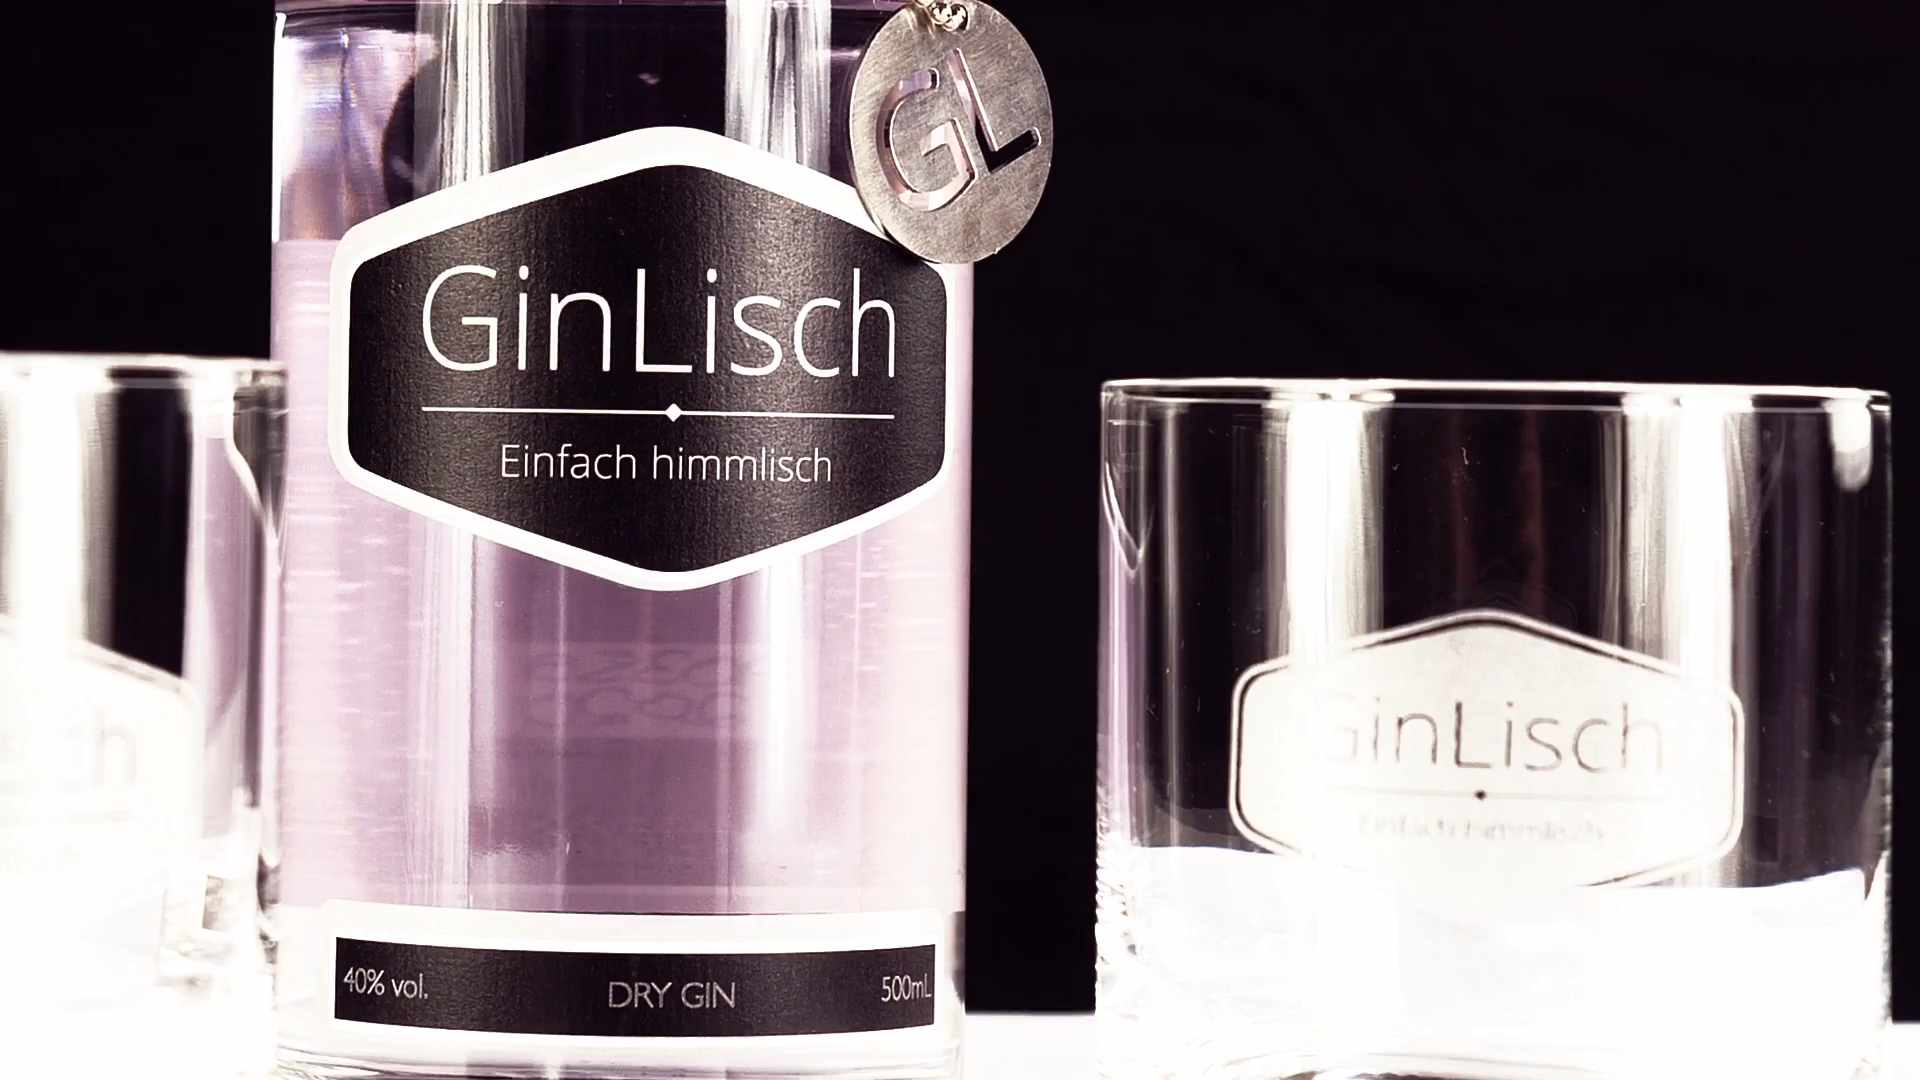 GL
GinLisch
Einfach himmlisch
40% vol. DRY GIN 500mL
GinLisch
Einfach himmlisch